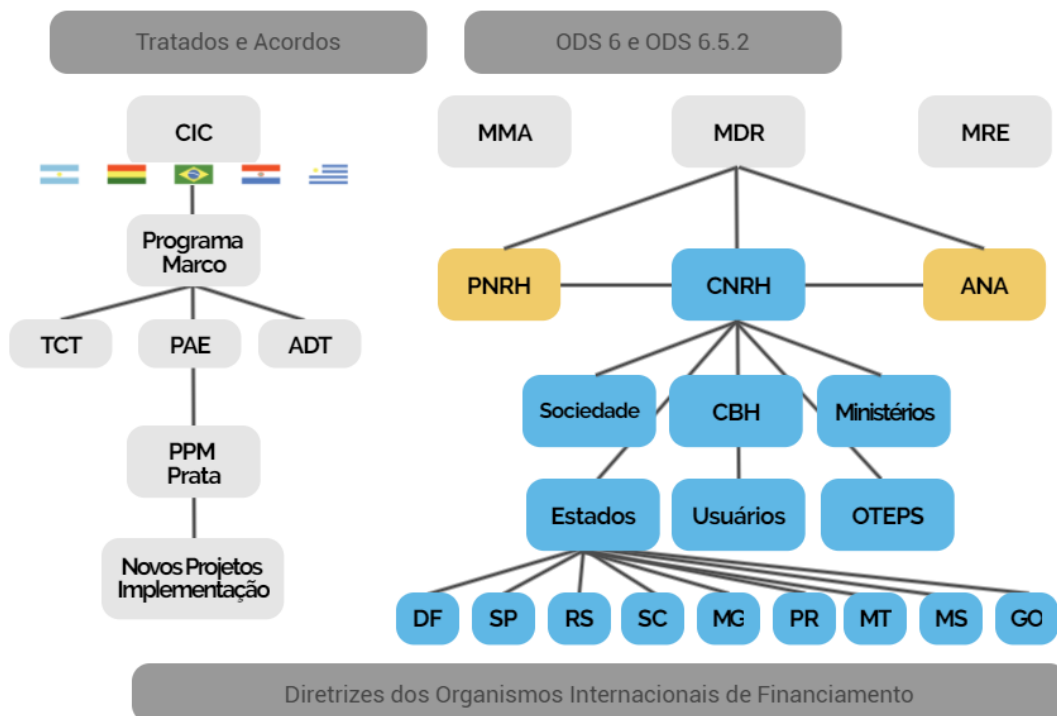 Tratados e Acordos
ODS 6 e ODS 6.5.2
CIC
MMA
MDR
MRE
Programa
Marco
PNRH
CNRH
ANA
TCT
PAE
ADT
Sociedade
CBH
Ministérios
PPM
Prata
Estados
Usuários
OTEPS
Novos Projetos
Implementação
DF
SP
RS
SC
MG
PR
MT
MS
GO
Diretrizes dos Organismos Internacionais de Financiamento